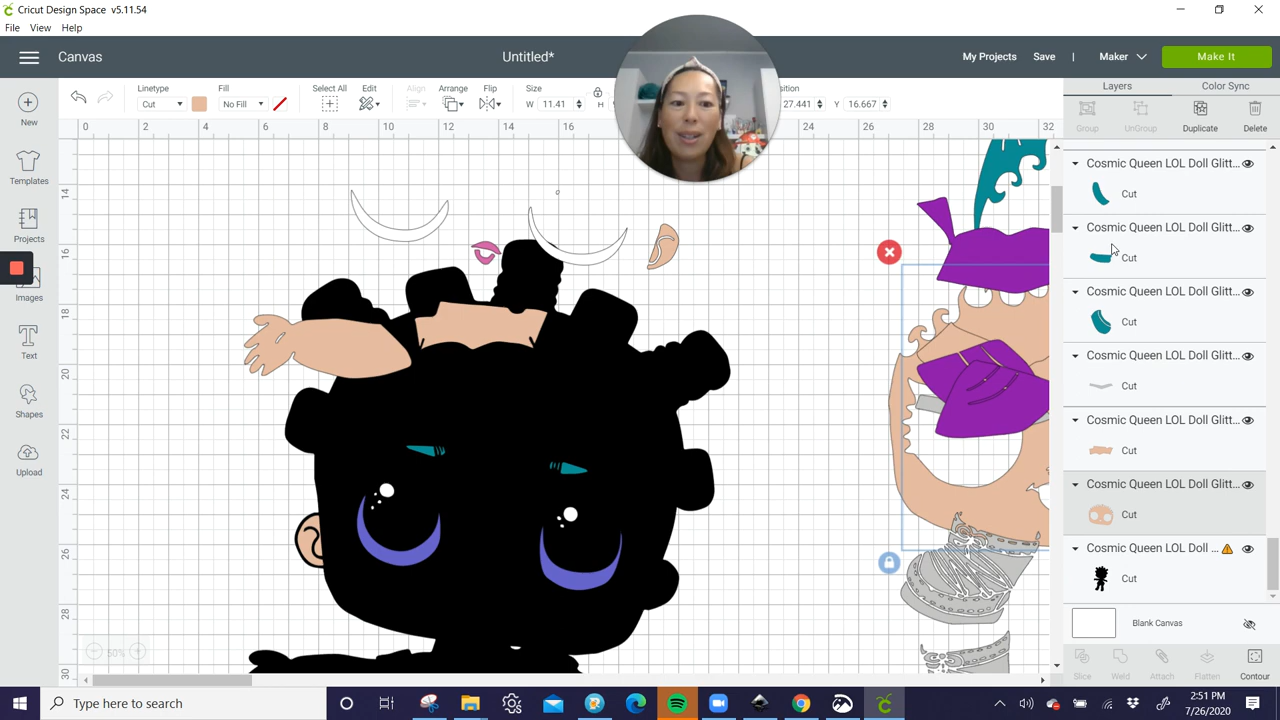 Cricut Design Space v5.11.54
File View Help
Canvas
Untitled*
My Projects Save | Maker Make It
Linetype Fill Select All Edit Align Arrange Flip Size
Cut No Fill W 11.41 H 27.441 Y 16.667
Layers Color Sync
Group UnGroup Duplicate Delete
0 2 4 6 8 10 12 14 16 24 26 28 30 32
14
16
18
20
22
24
26
28
30
New
Templates
Projects
Images
Text
Shapes
Upload
Cosmic Queen LOL Doll Glitt...
Cut
Cosmic Queen LOL Doll Glitt...
Cut
Cosmic Queen LOL Doll Glitt...
Cut
Cosmic Queen LOL Doll Glitt...
Cut
Cosmic Queen LOL Doll Glitt...
Cut
Cosmic Queen LOL Doll Glitt...
Cut
Cosmic Queen LOL Doll ...
Cut
Blank Canvas
50%
Slice Weld Attach Flatten Contour
Type here to search
2:51 PM
7/26/2020